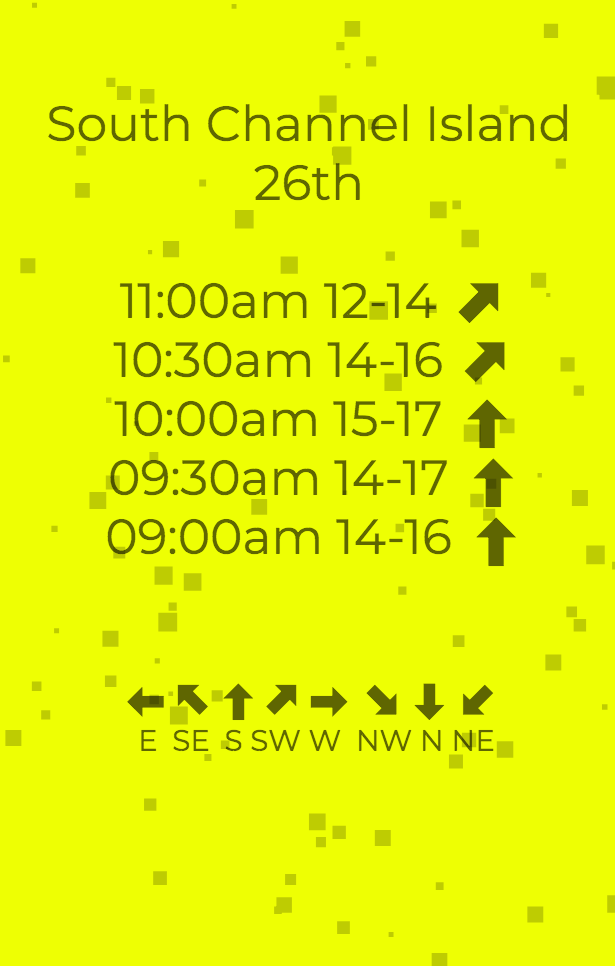 South Channel Island
26th
11:00am 12-14 ↗
10:30am 14-16 ↗
10:00am 15-17 ↑
09:30am 14-17 ↑
09:00am 14-16 ↑
← ↖ ↑ ↗ → ↘ ↓ ↙
E SE S SW W NW N NE